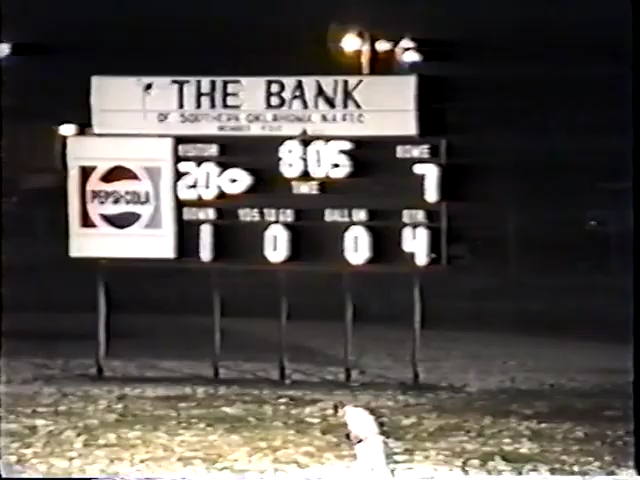 THE BANK
OF SOUTHERN OKLAHOMA, N.A.
PEPSI-COLA
VISITOR 8 05 HOME
20 TIME 7
DOWN YDS TO GO BALL ON QTR
1 0 0 4